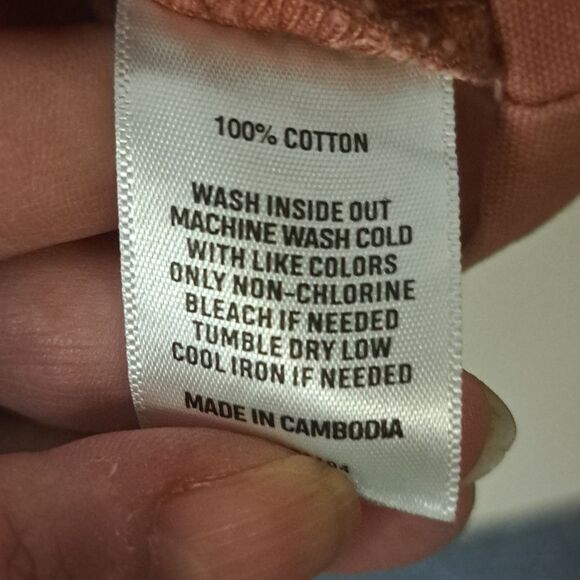 100% COTTON
WASH INSIDE OUT
MACHINE WASH COLD
WITH LIKE COLORS
ONLY NON-CHLORINE
BLEACH IF NEEDED
TUMBLE DRY LOW
COOL IRON IF NEEDED
MADE IN CAMBODIA